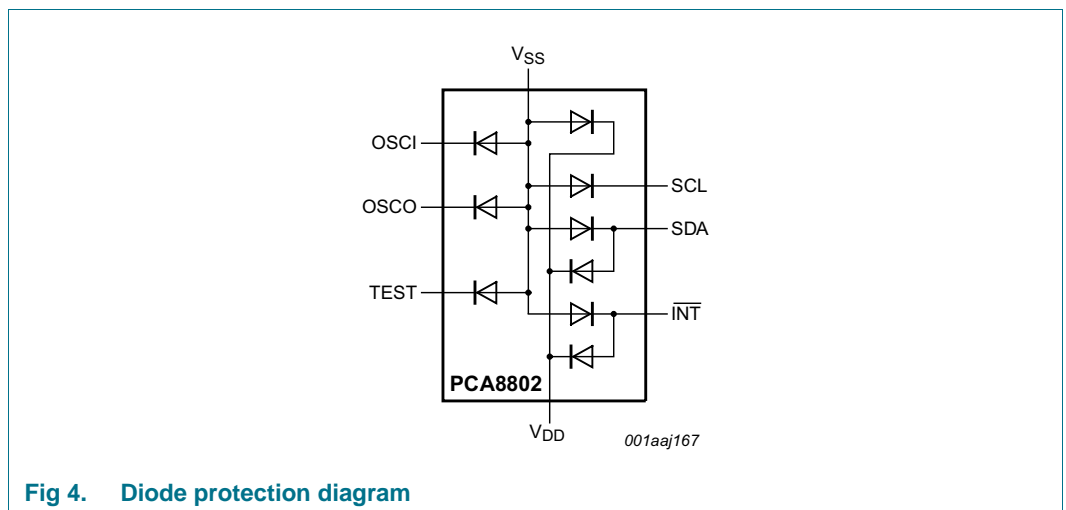 VSS
OSCI
OSCO
TEST
SCL
SDA
INT
PCA8802
VDD
001aaj167
Fig 4. Diode protection diagram